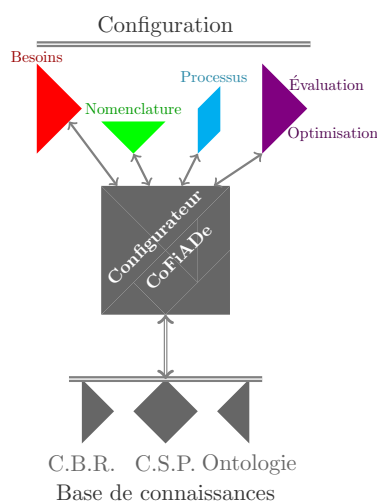 Configuration
Besoins
Processus
Évaluation
Nomenclature
Optimisation
Configurateur
CoFiADe
C.B.R. C.S.P. Ontologie
Base de connaissances